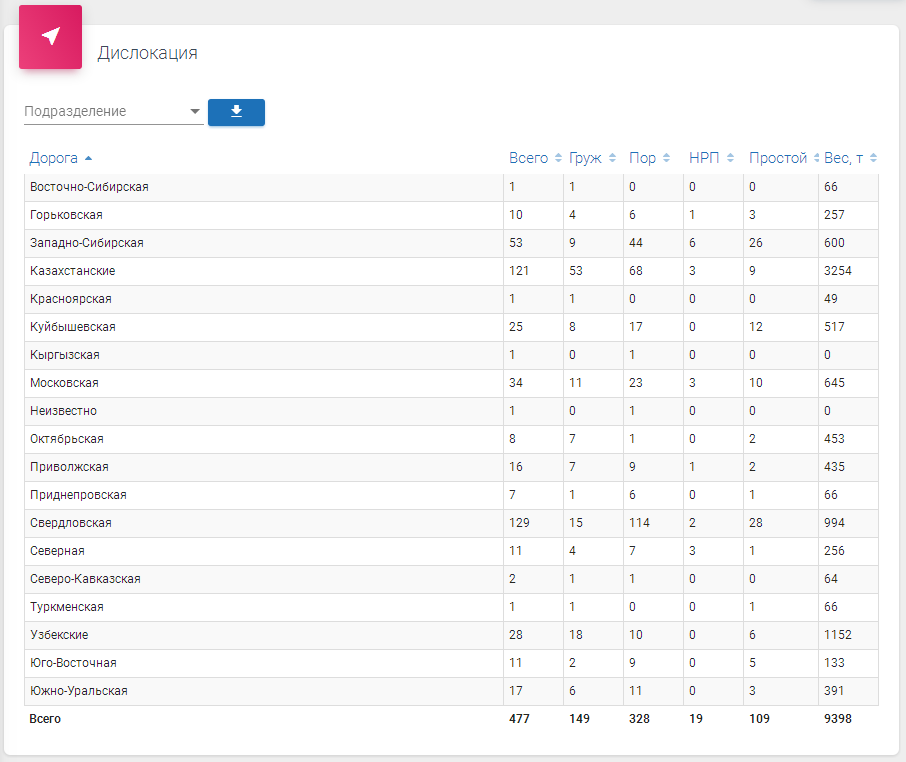 Дислокация
Подразделение
Дорога Всего Груж Пор НРП Простой Вес, т
Восточно-Сибирская 1 1 0 0 0 66
Горьковская 10 4 6 1 3 257
Западно-Сибирская 53 9 44 6 26 600
Казахстанские 121 53 68 3 9 3254
Красноярская 1 1 0 0 0 49
Куйбышевская 25 8 17 0 12 517
Кыргызская 1 0 1 0 0 0
Московская 34 11 23 3 10 645
Неизвестно 1 0 1 0 0 0
Октябрьская 8 7 1 0 2 453
Приволжская 16 7 9 1 2 435
Приднепровская 7 1 6 0 1 66
Свердловская 129 15 114 2 28 994
Северная 11 4 7 3 1 256
Северо-Кавказская 2 1 1 0 0 64
Туркменская 1 1 0 0 1 66
Узбекские 28 18 10 0 6 1152
Юго-Восточная 11 2 9 0 5 133
Южно-Уральская 17 6 11 0 3 391
Всего 477 149 328 19 109 9398